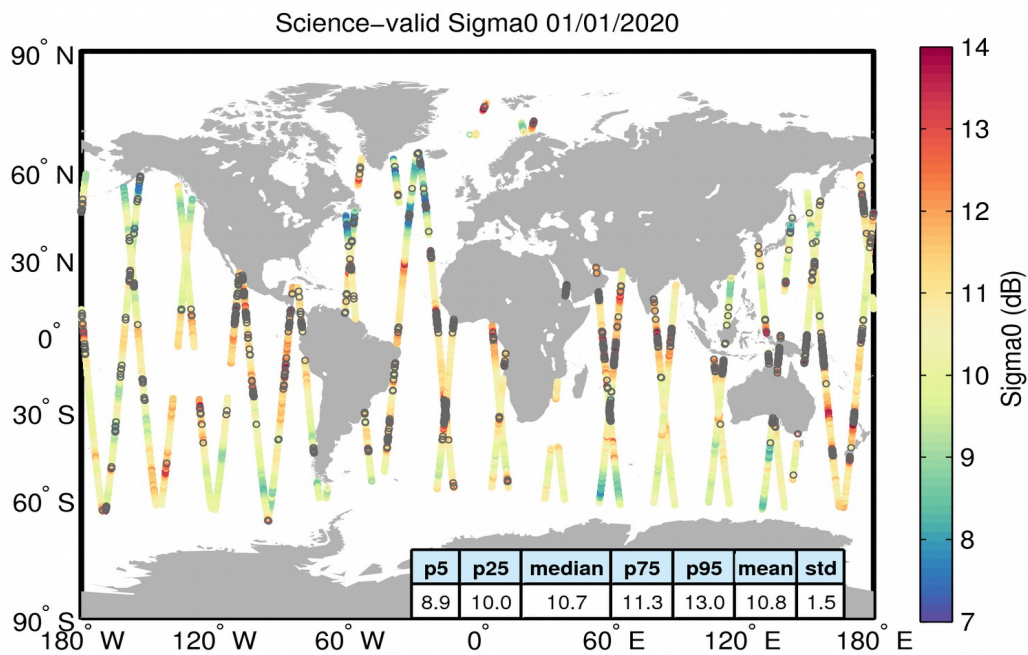 Science−valid Sigma0 01/01/2020
90° N
60° N
30° N
0°
30° S
60° S
90° S
180° W
120° W
60° W
0°
60° E
120° E
180° E
14
13
12
11
10
9
8
7
Sigma0 (dB)
p5 p25 median p75 p95 mean std
8.9 10.0 10.7 11.3 13.0 10.8 1.5